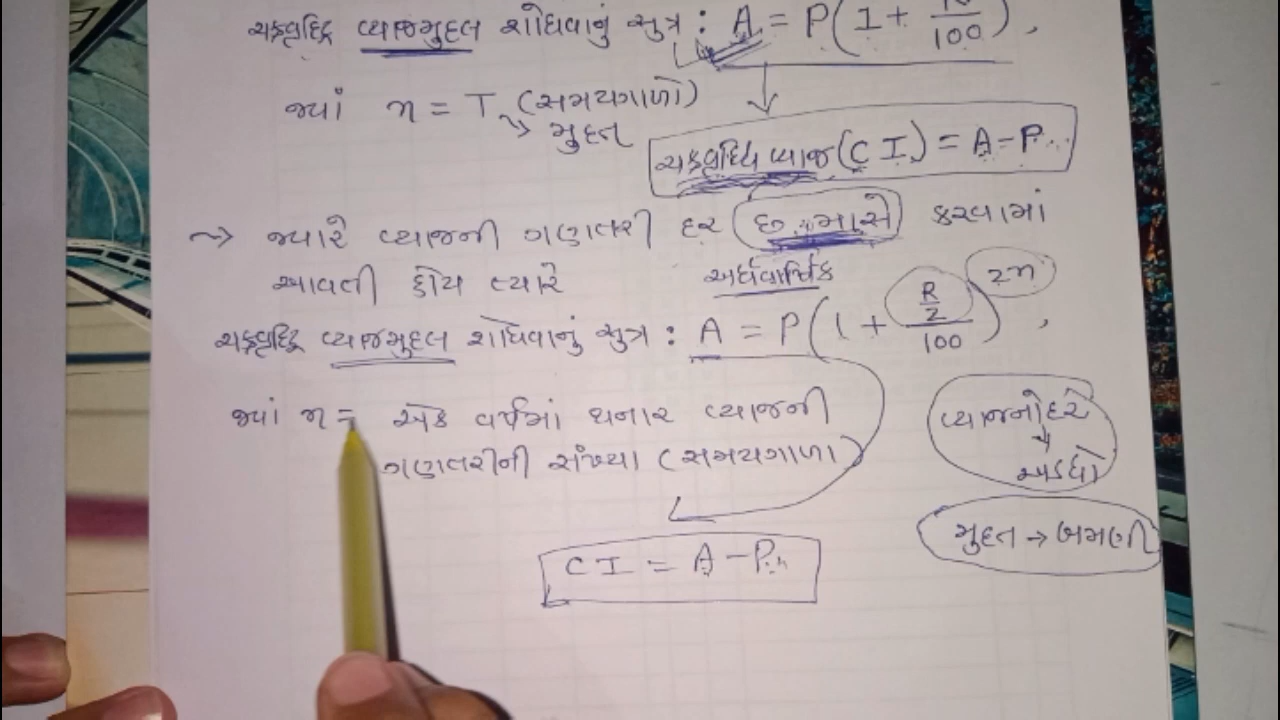 ચક્રવૃદ્ધિ વ્યાજમુદ્દલ શોધવાનું સુત્ર : A = P(1 + R/100),
જ્યાં n = T (સમયગાળો)
મુદ્દત
ચક્રવૃદ્ધિ વ્યાજ (CI) = A - P
→ જ્યારે વ્યાજની ગણતરી દર છ માસે કરવામાં
આવતી હોય ત્યારે અર્ધવાર્ષિક
ચક્રવૃદ્ધિ વ્યાજમુદ્દલ શોધવાનું સુત્ર : A = P(1 + (R/2)/100)^2n,
જ્યાં n = એક વર્ષમાં થનાર વ્યાજની
ગણતરીની સંખ્યા (સમયગાળા)
વ્યાજનો દર
↓
અડધો
મુદ્દત → બમણી
CI = A - P